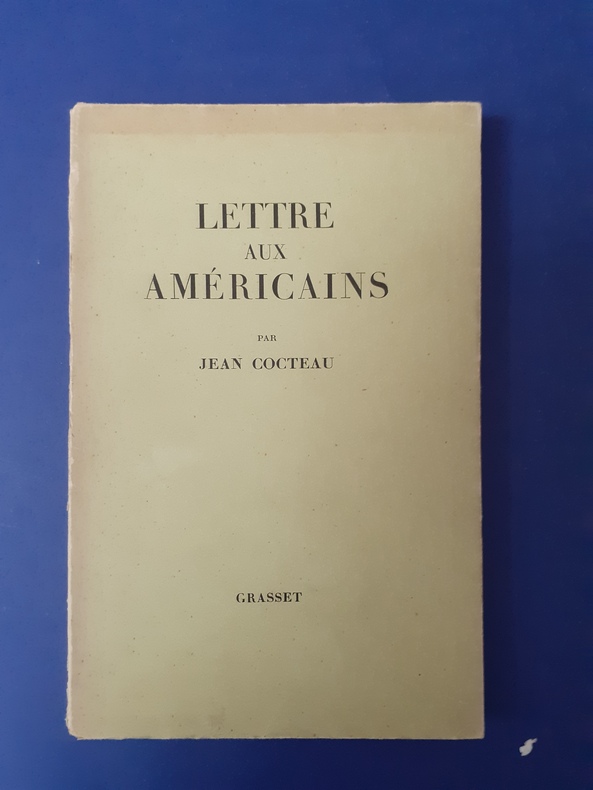 LETTRE
AUX
AMÉRICAINS
PAR
JEAN COCTEAU
GRASSET